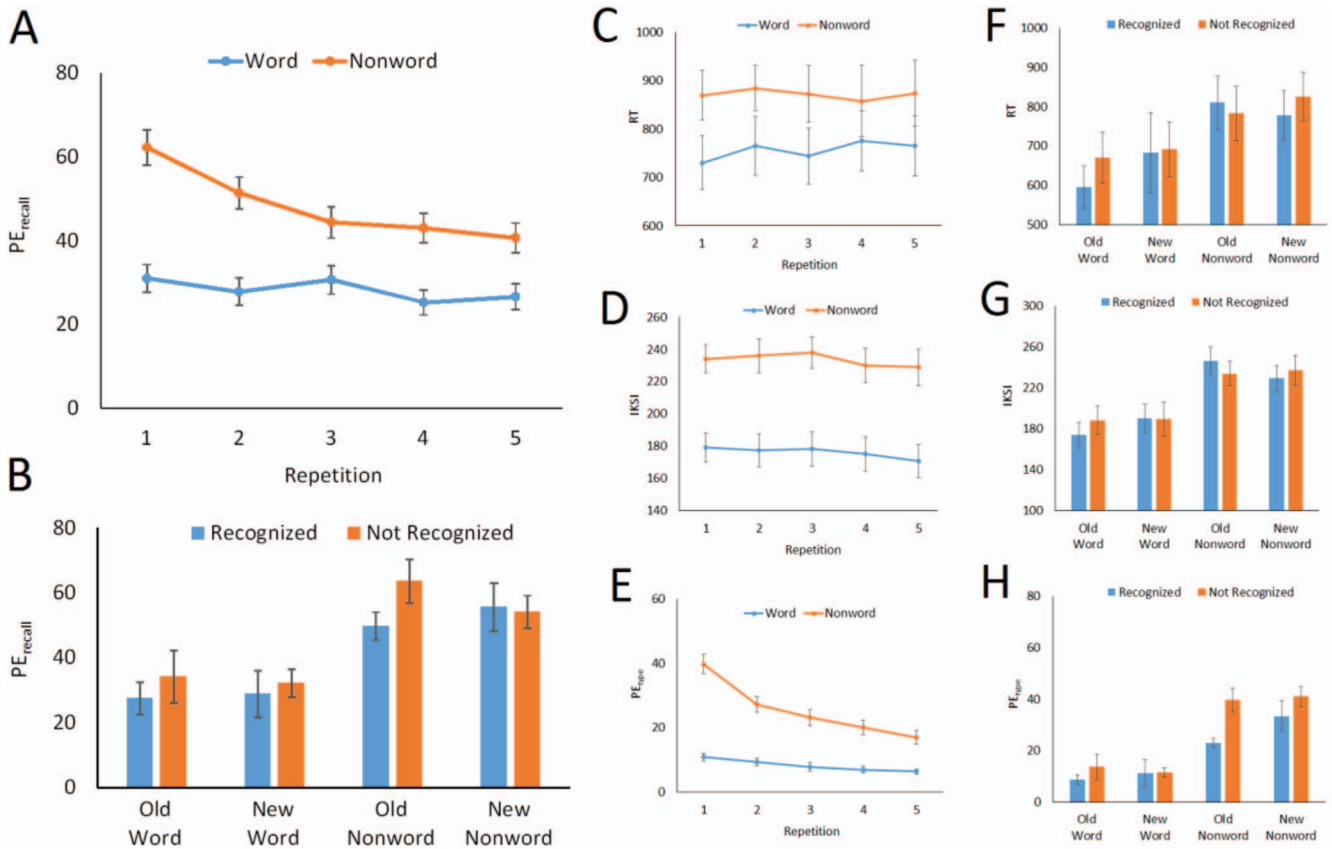 A
Word Nonword
80
60
40
20
0
PErecall
1 2 3 4 5
Repetition
B
Recognized Not Recognized
80
60
40
20
0
PErecall
Old Word New Word Old Nonword New Nonword
C
Word Nonword
1000
900
800
700
600
RT
1 2 3 4 5
Repetition
D
Word Nonword
260
240
220
200
180
160
140
IKSI
1 2 3 4 5
Repetition
E
Word Nonword
60
40
20
0
PEtype
1 2 3 4 5
Repetition
F
Recognized Not Recognized
1000
900
800
700
600
500
RT
Old Word New Word Old Nonword New Nonword
G
Recognized Not Recognized
300
260
220
180
140
100
IKSI
Old Word New Word Old Nonword New Nonword
H
Recognized Not Recognized
80
60
40
20
0
PEtype
Old Word New Word Old Nonword New Nonword